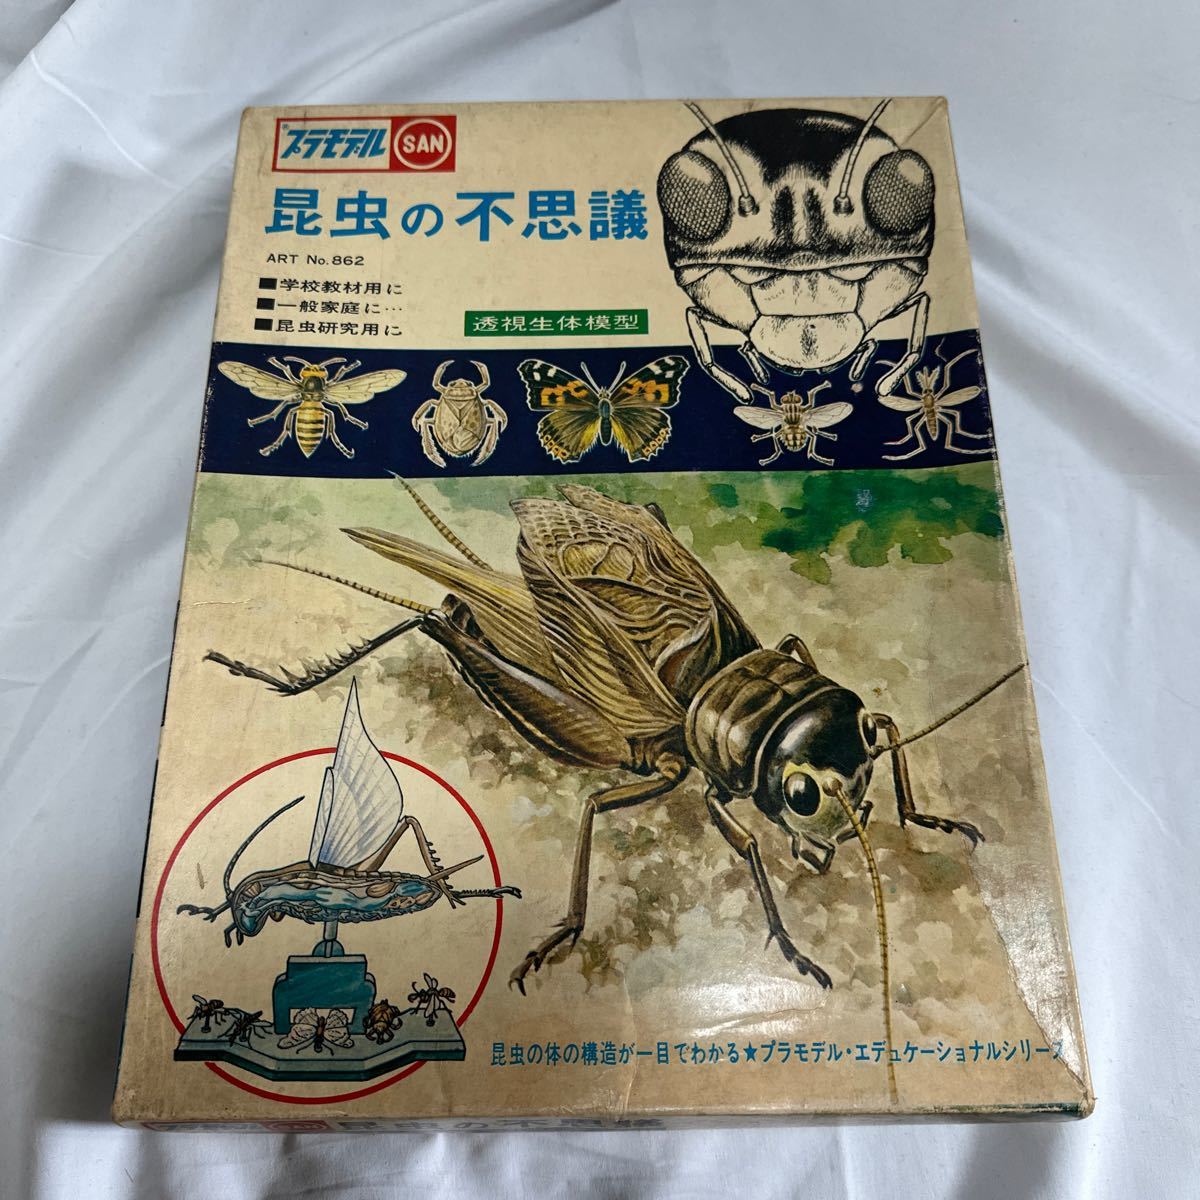 プラモデル SAN
昆虫の不思議
ART No.862
■学校教材用に
■一般家庭に…
■昆虫研究用に
透視生体模型
昆虫の体の構造が一目でわかる★プラモデル・エデュケーショナルシリーズ
昆虫の不思議